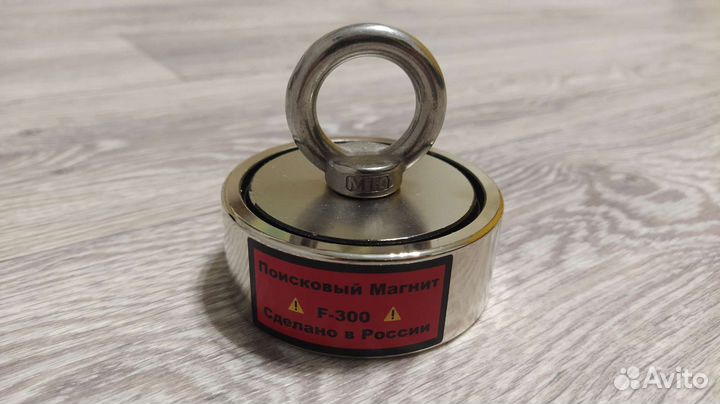 M10
Поисковый Магнит
F-300
Сделано в России
Avito